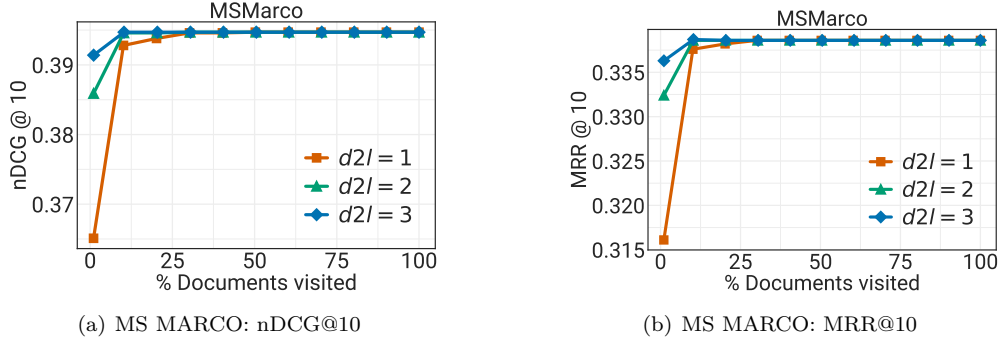 MSMarco
nDCG @ 10
0.39
0.38
0.37
d2l = 1
d2l = 2
d2l = 3
0 25 50 75 100
% Documents visited
(a) MS MARCO: nDCG@10
MSMarco
MRR @ 10
0.335
0.330
0.325
0.320
0.315
d2l = 1
d2l = 2
d2l = 3
0 25 50 75 100
% Documents visited
(b) MS MARCO: MRR@10